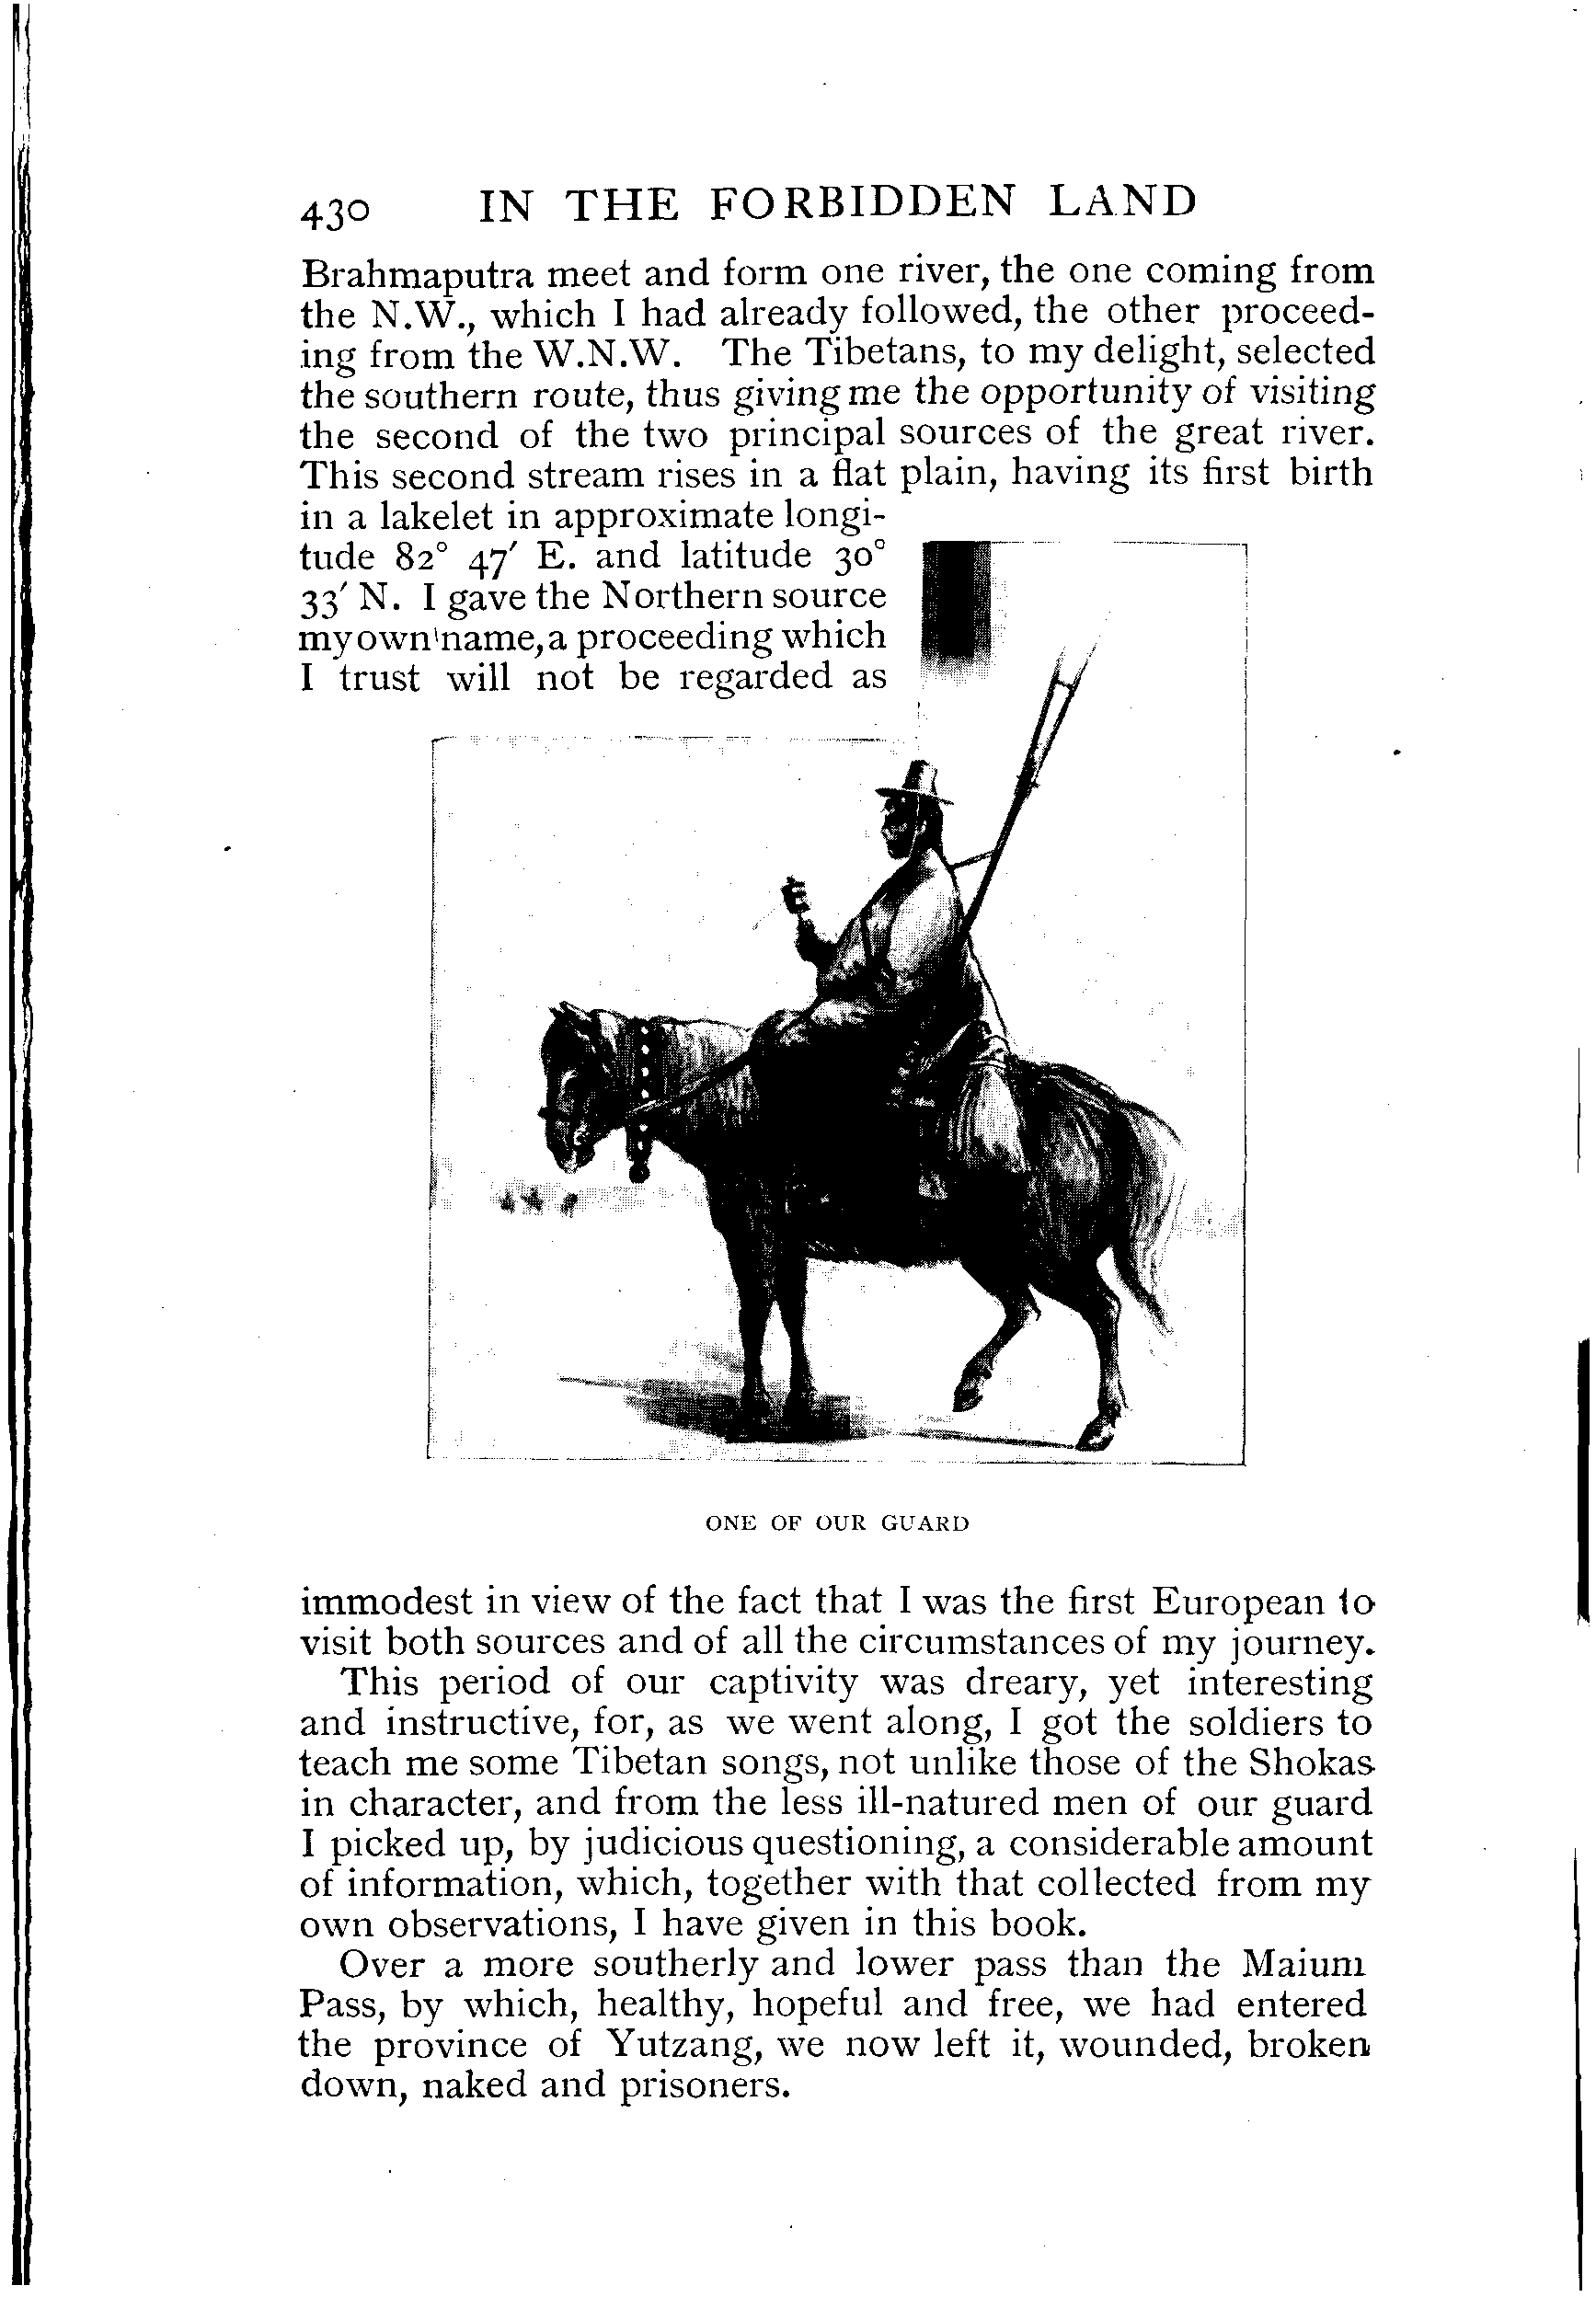 430 IN THE FORBIDDEN LAND
Brahmaputra meet and form one river, the one coming from
the N.W., which I had already followed, the other proceed-
ing from the W.N.W. The Tibetans, to my delight, selected
the southern route, thus giving me the opportunity of visiting
the second of the two principal sources of the great river.
This second stream rises in a flat plain, having its first birth
in a lakelet in approximate longi-
tude 82° 47′ E. and latitude 30°
33′ N. I gave the Northern source
my own name, a proceeding which
I trust will not be regarded as
ONE OF OUR GUARD
immodest in view of the fact that I was the first European to
visit both sources and of all the circumstances of my journey.
This period of our captivity was dreary, yet interesting
and instructive, for, as we went along, I got the soldiers to
teach me some Tibetan songs, not unlike those of the Shokas
in character, and from the less ill-natured men of our guard
I picked up, by judicious questioning, a considerable amount
of information, which, together with that collected from my
own observations, I have given in this book.
Over a more southerly and lower pass than the Maium
Pass, by which, healthy, hopeful and free, we had entered
the province of Yutzang, we now left it, wounded, broken
down, naked and prisoners.